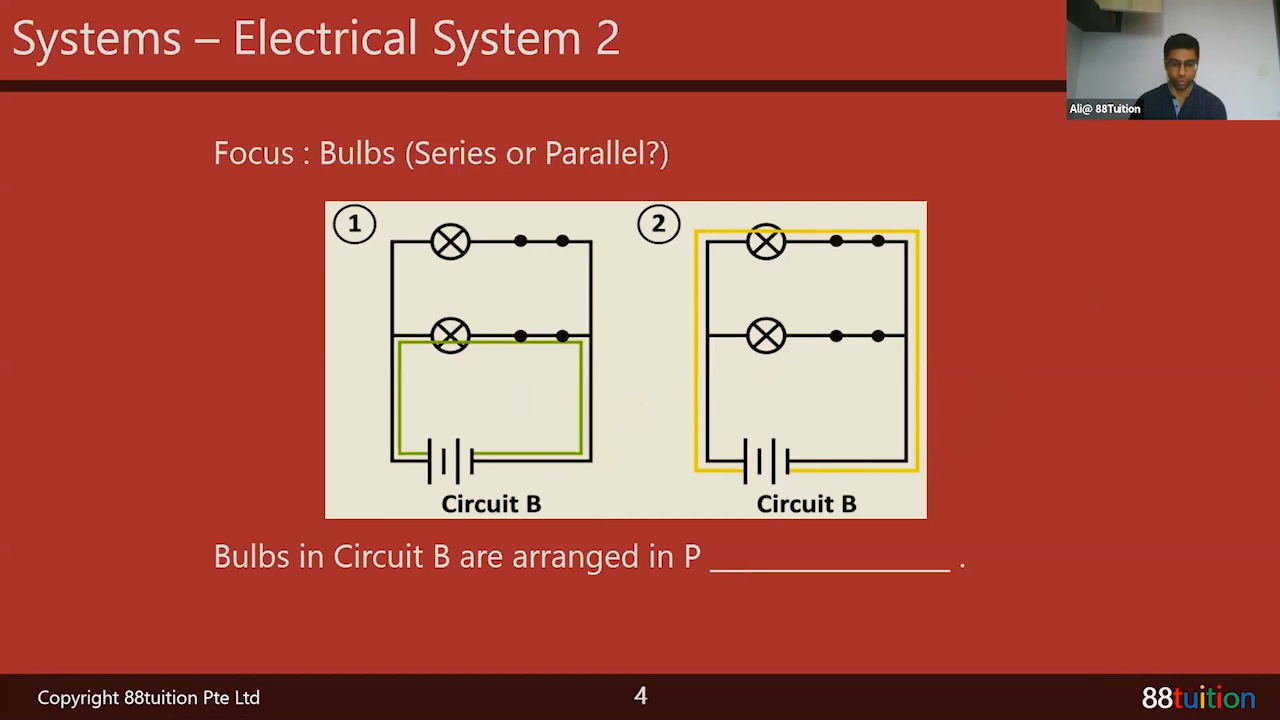 Systems – Electrical System 2
Ali@ 88Tuition
Focus : Bulbs (Series or Parallel?)
1
2
Circuit B
Circuit B
Bulbs in Circuit B are arranged in P _______________ .
Copyright 88tuition Pte Ltd
4
88tuition